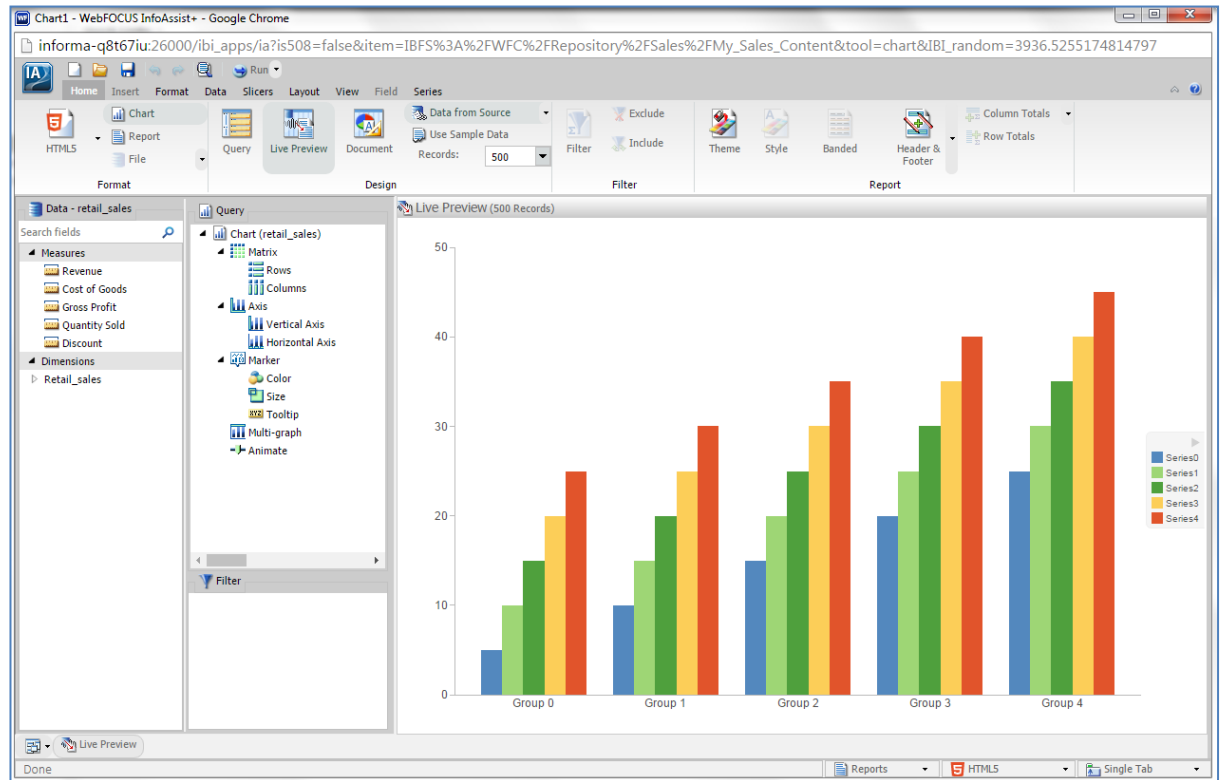 Chart1 - WebFOCUS InfoAssist+ - Google Chrome
informa-q8t67iu:26000/ibi_apps/ia?is508=false&item=IBFS%3A%2FWFC%2FRepository%2FSales%2FMy_Sales_Content&tool=chart&IBI_random=3936.5255174814797
IA
Run
Home Insert Format Data Slicers Layout View Field Series
HTML5
Chart
Report
File
Format
Query
Live Preview
Document
Data from Source
Use Sample Data
Records: 500
Design
Filter
Exclude
Include
Filter
Theme
Style
Banded
Header &
Footer
Column Totals
Row Totals
Report
Data - retail_sales
Search fields
Measures
Revenue
Cost of Goods
Gross Profit
Quantity Sold
Discount
Dimensions
Retail_sales
Query
Chart (retail_sales)
Matrix
Rows
Columns
Axis
Vertical Axis
Horizontal Axis
Marker
Color
Size
Tooltip
Multi-graph
Animate
Filter
Live Preview (500 Records)
50
40
30
20
10
0
Group 0 Group 1 Group 2 Group 3 Group 4
Series0
Series1
Series2
Series3
Series4
Live Preview
Done
Reports HTML5 Single Tab